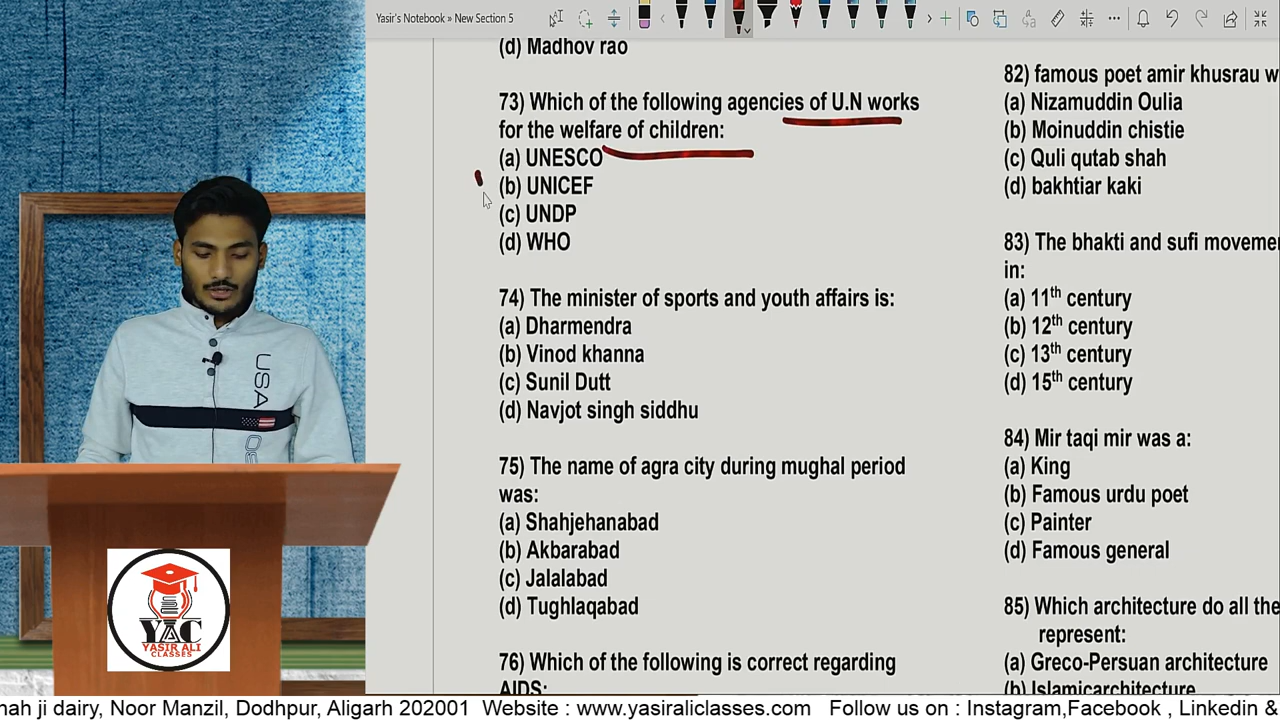 Yasir's Notebook » New Section 5
(d) Madhov rao
73) Which of the following agencies of U.N works
for the welfare of children:
(a) UNESCO
(b) UNICEF
(c) UNDP
(d) WHO
74) The minister of sports and youth affairs is:
(a) Dharmendra
(b) Vinod khanna
(c) Sunil Dutt
(d) Navjot singh siddhu
75) The name of agra city during mughal period
was:
(a) Shahjehanabad
(b) Akbarabad
(c) Jalalabad
(d) Tughlaqabad
76) Which of the following is correct regarding
AIDS:
82) famous poet amir khusrau w
(a) Nizamuddin Oulia
(b) Moinuddin chistie
(c) Quli qutab shah
(d) bakhtiar kaki
83) The bhakti and sufi moveme
in:
(a) 11th century
(b) 12th century
(c) 13th century
(d) 15th century
84) Mir taqi mir was a:
(a) King
(b) Famous urdu poet
(c) Painter
(d) Famous general
85) Which architecture do all the
represent:
(a) Greco-Persuan architecture
(b) Islamicarchitecture
USA
YAC
YASIR ALI
CLASSES
nah ji dairy, Noor Manzil, Dodhpur, Aligarh 202001 Website : www.yasiraliclasses.com Follow us on : Instagram,Facebook , Linkedin &